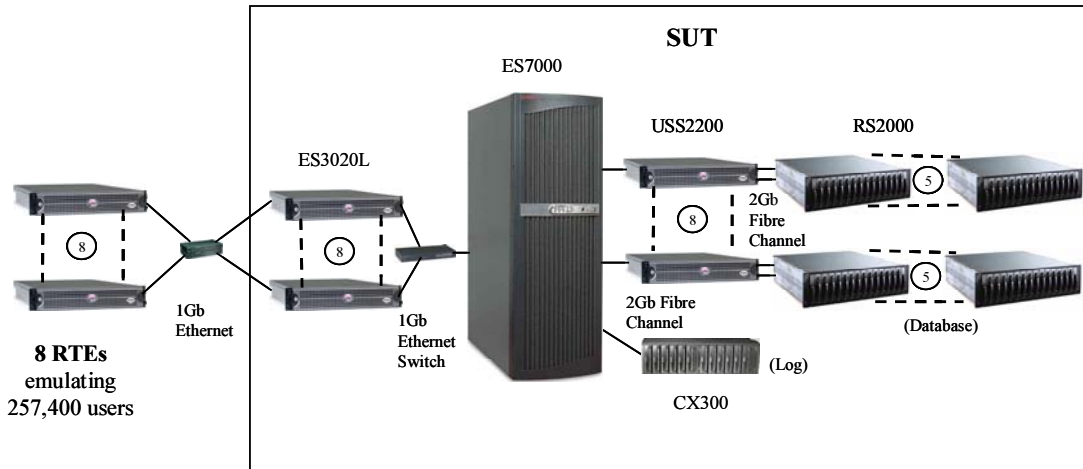 SUT
ES7000
USS2200
RS2000
ES3020L
5
8
2Gb
Fibre
Channel
8
8
5
1Gb
Ethernet
2Gb Fibre
Channel
1Gb
Ethernet
Switch
(Database)
8 RTEs
emulating
257,400 users
(Log)
CX300